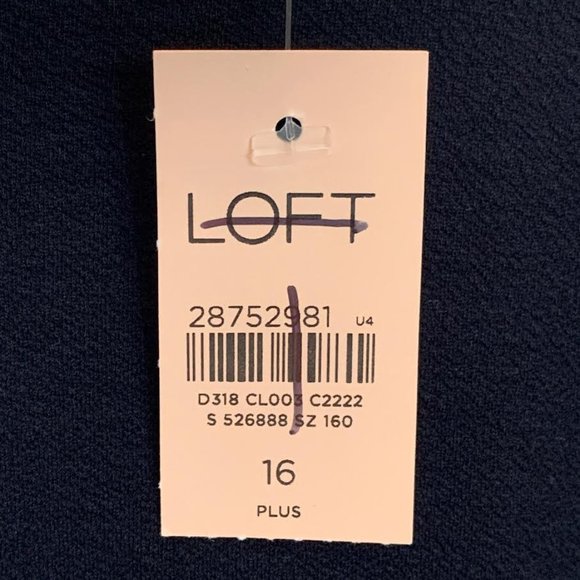 LOFT
28752981 U4
D318 CL003 C2222
S 526888 SZ 160
16
PLUS